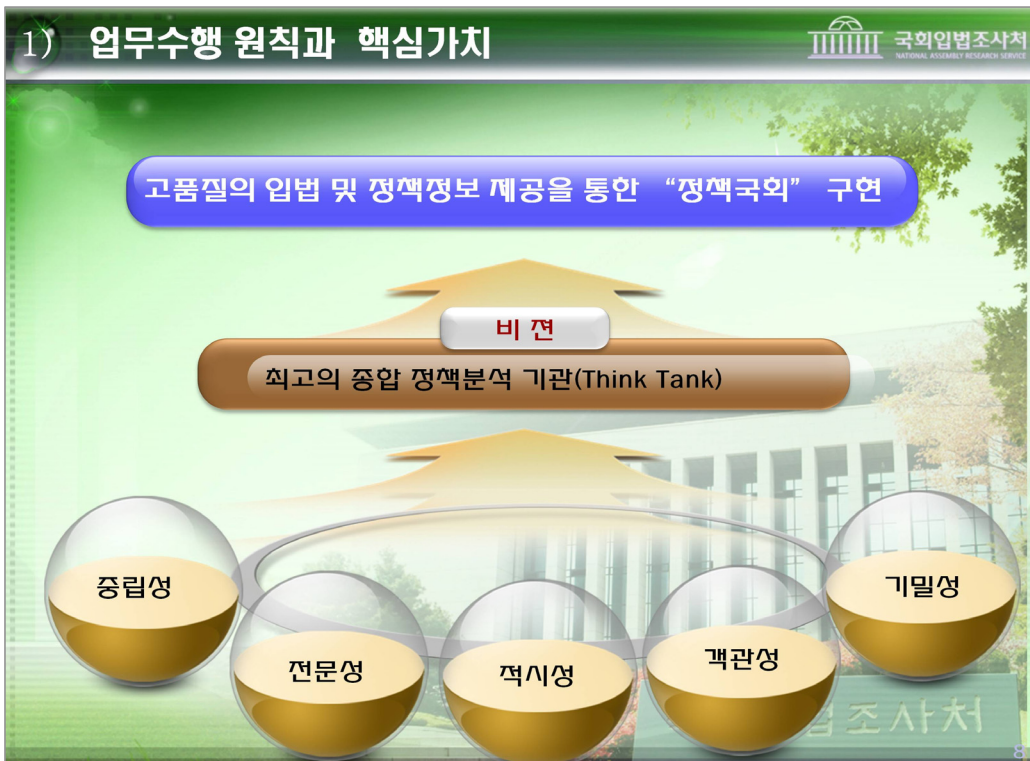 1) 업무수행 원칙과 핵심가치
국회입법조사처
NATIONAL ASSEMBLY RESEARCH SERVICE
고품질의 입법 및 정책정보 제공을 통한 “정책국회” 구현
비 젼
최고의 종합 정책분석 기관(Think Tank)
중립성
전문성
적시성
객관성
기밀성
법조사처
8